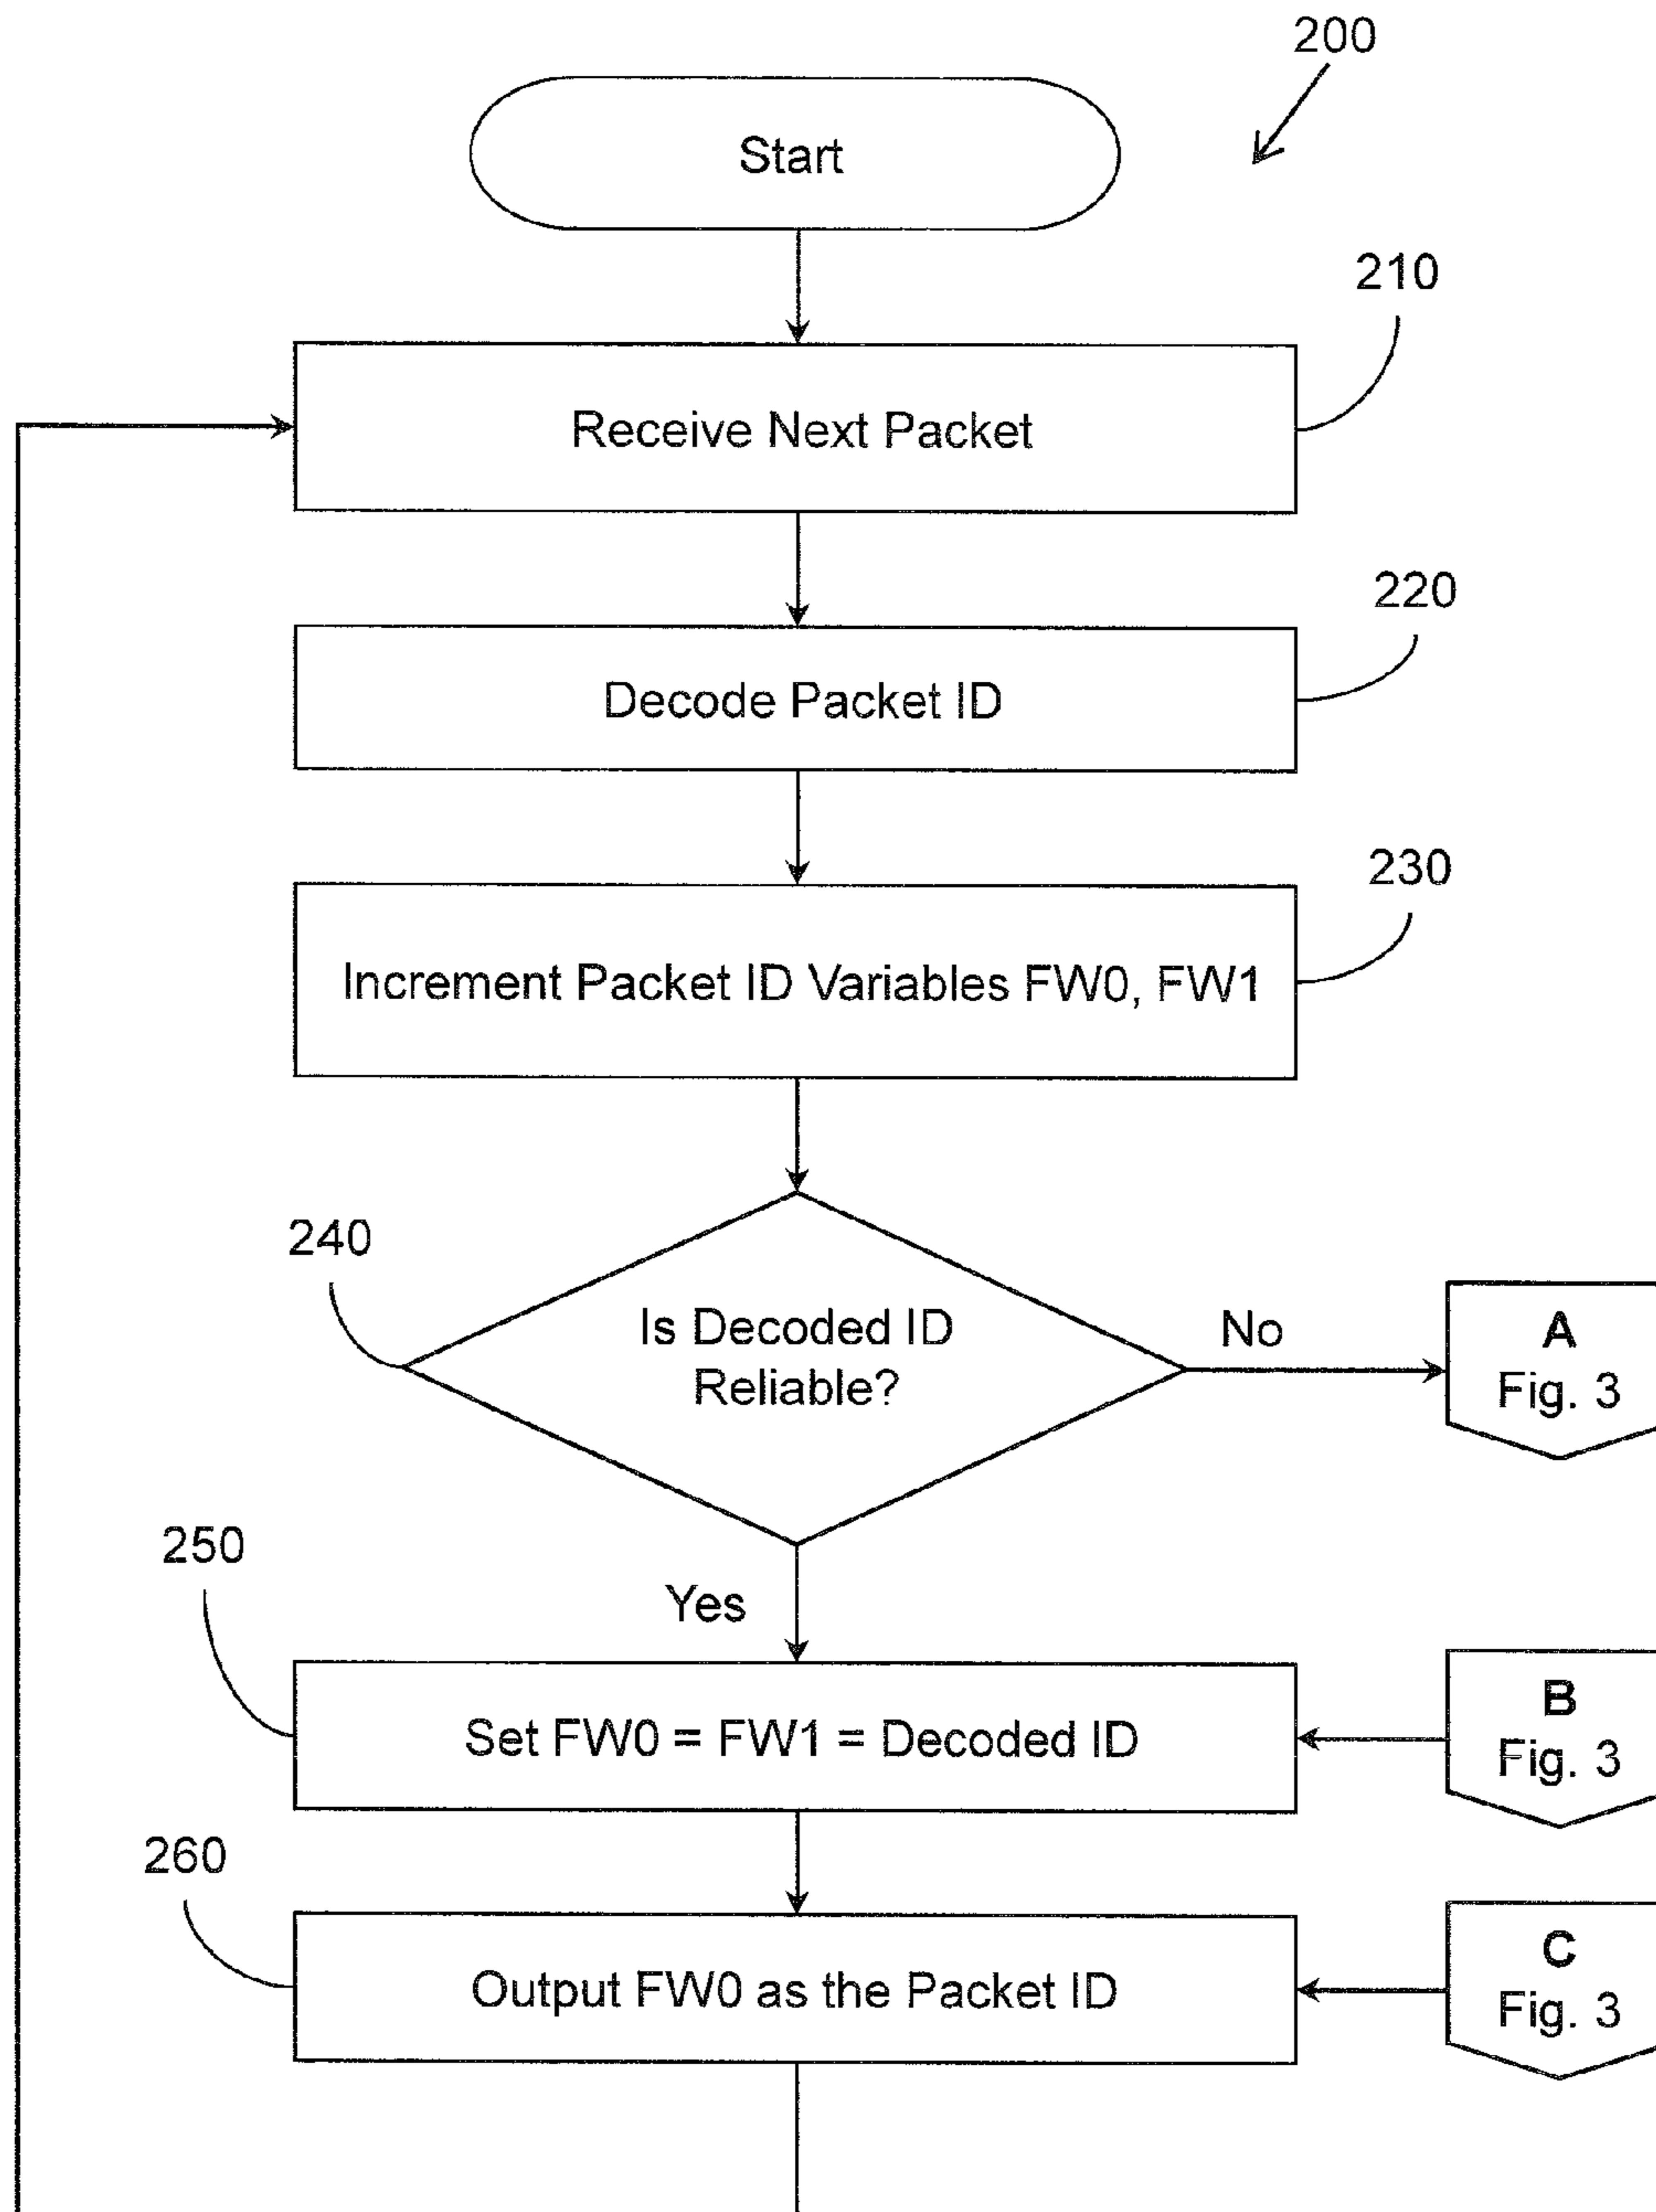 200
Start
210
Receive Next Packet
220
Decode Packet ID
230
Increment Packet ID Variables FW0, FW1
240
Is Decoded ID
Reliable?
No
A
Fig. 3
Yes
250
Set FW0 = FW1 = Decoded ID
B
Fig. 3
260
Output FW0 as the Packet ID
C
Fig. 3